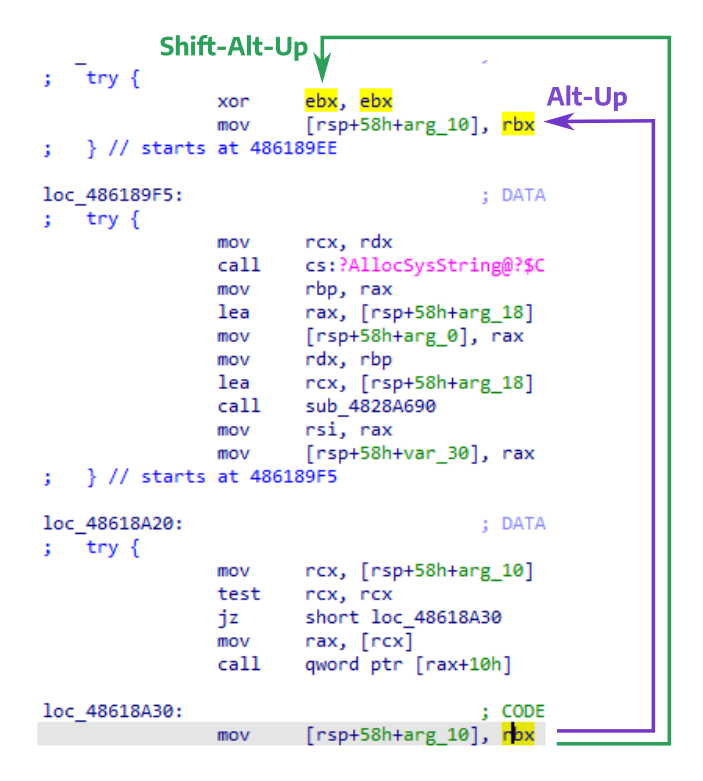 Shift-Alt-Up
; try {
xor ebx, ebx
Alt-Up
mov [rsp+58h+arg_10], rbx
; } // starts at 486189EE
loc_486189F5: ; DATA
; try {
mov rcx, rdx
call cs:?AllocSysString@?$C
mov rbp, rax
lea rax, [rsp+58h+arg_18]
mov [rsp+58h+arg_0], rax
mov rdx, rbp
lea rcx, [rsp+58h+arg_18]
call sub_4828A690
mov rsi, rax
mov [rsp+58h+var_30], rax
; } // starts at 486189F5
loc_48618A20: ; DATA
; try {
mov rcx, [rsp+58h+arg_10]
test rcx, rcx
jz short loc_48618A30
mov rax, [rcx]
call qword ptr [rax+10h]
loc_48618A30: ; CODE
mov [rsp+58h+arg_10], rbx